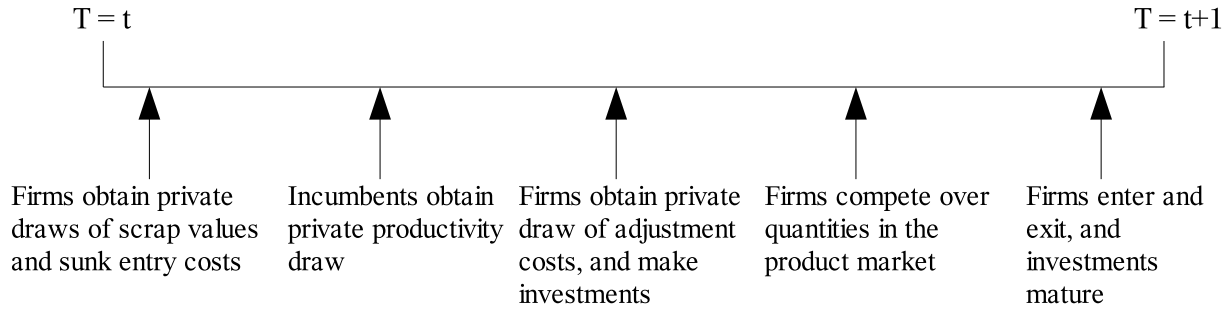 T = t
T = t+1
Firms obtain private
draws of scrap values
and sunk entry costs
Incumbents obtain
private productivity
draw
Firms obtain private
draw of adjustment
costs, and make
investments
Firms compete over
quantities in the
product market
Firms enter and
exit, and
investments
mature